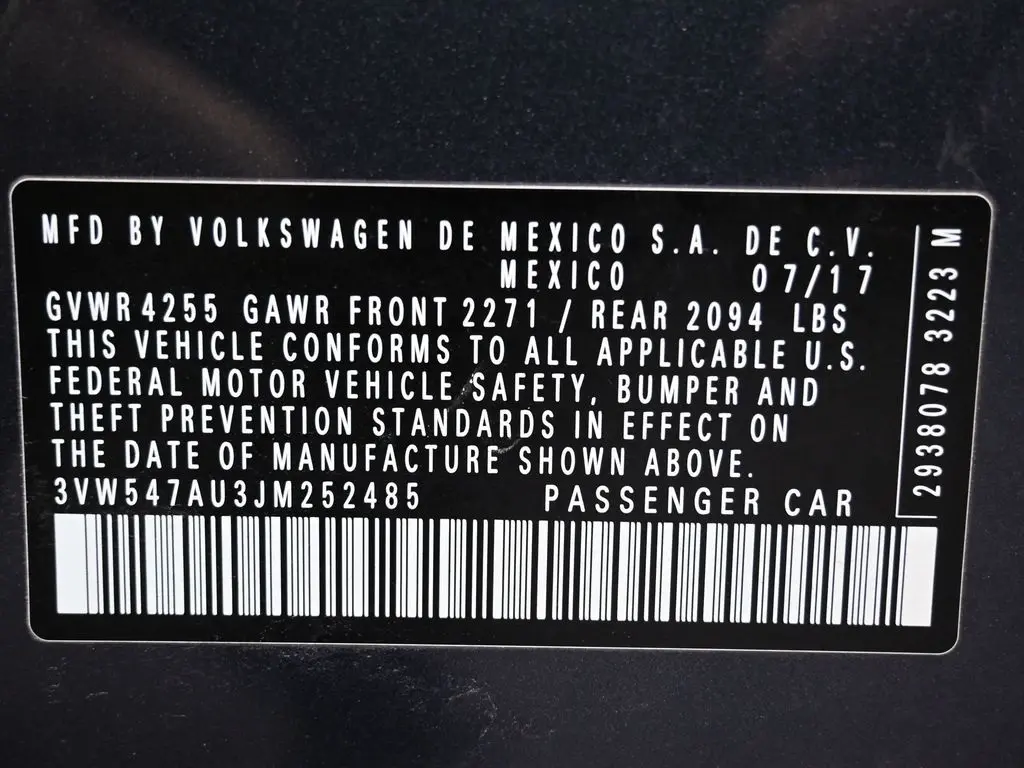 MFD BY VOLKSWAGEN DE MEXICO S.A. DE C.V.
MEXICO 07/17
GVWR 4255 GAWR FRONT 2271 / REAR 2094 LBS
THIS VEHICLE CONFORMS TO ALL APPLICABLE U.S.
FEDERAL MOTOR VEHICLE SAFETY, BUMPER AND
THEFT PREVENTION STANDARDS IN EFFECT ON
THE DATE OF MANUFACTURE SHOWN ABOVE.
3VW547AU3JM252485 PASSENGER CAR
29380783223 M